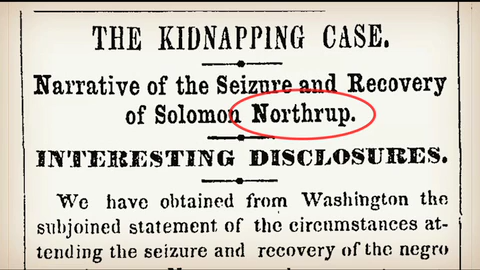 THE KIDNAPPING CASE.
Narrative of the Seizure and Recovery
of Solomon Northrup.
INTERESTING DISCLOSURES.
We have obtained from Washington the
subjoined statement of the circumstances at-
tending the seizure and recovery of the negro